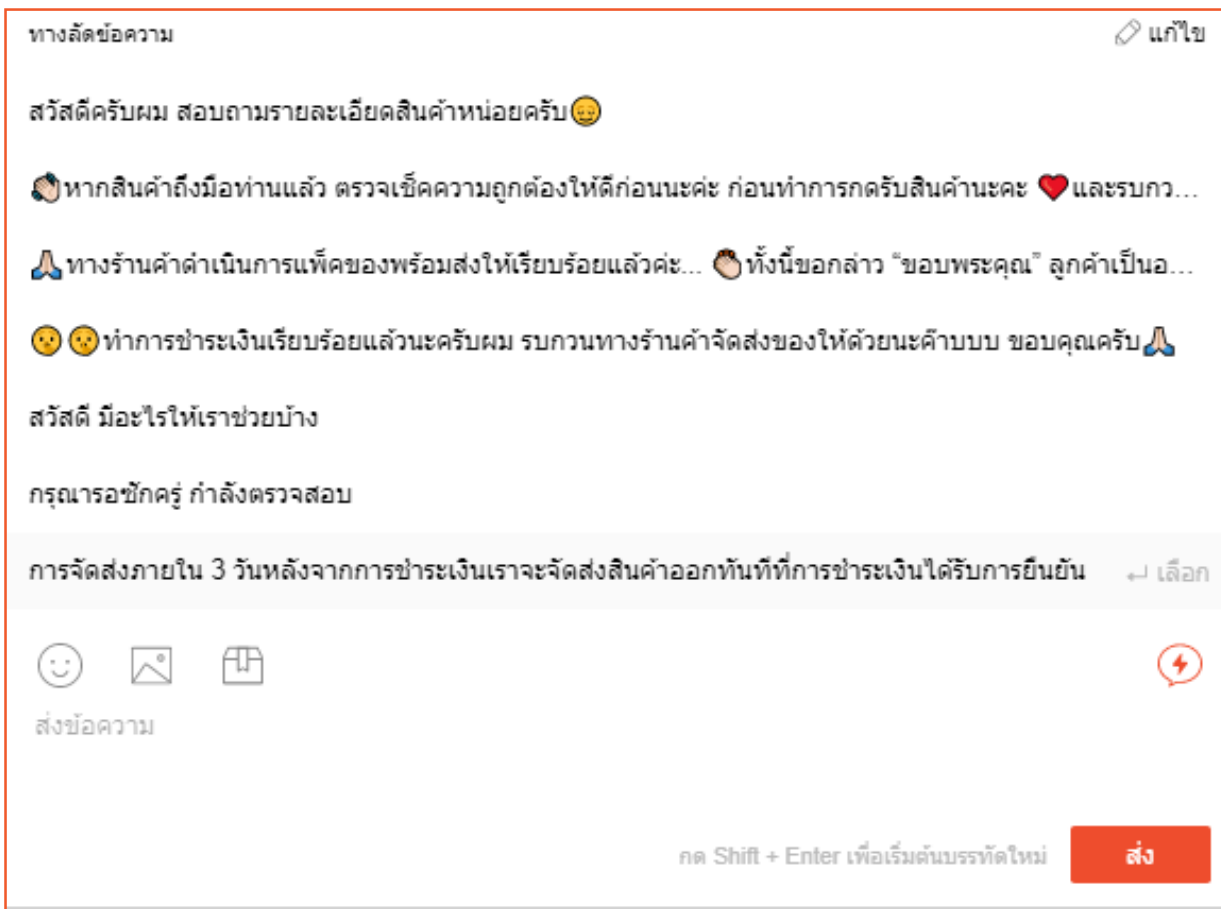 ทางลัดข้อความ
แก้ไข
สวัสดีครับผม สอบถามรายละเอียดสินค้าหน่อยครับ😑
👏หากสินค้าถึงมือท่านแล้ว ตรวจเช็คความถูกต้องให้ดีก่อนนะค่ะ ก่อนทำการกดรับสินค้านะคะ ❤️และรบกว...
🙏ทางร้านค้าดำเนินการแพ็คของพร้อมส่งให้เรียบร้อยแล้วค่ะ... 👏ทั้งนี้ขอกล่าว “ขอบพระคุณ” ลูกค้าเป็นอ...
😗😗ทำการชำระเงินเรียบร้อยแล้วนะครับผม รบกวนทางร้านค้าจัดส่งของให้ด้วยนะค๊าบบบ ขอบคุณครับ🙏
สวัสดี มีอะไรให้เราช่วยบ้าง
กรุณารอซักครู่ กำลังตรวจสอบ
การจัดส่งภายใน 3 วันหลังจากการชำระเงินเราจะจัดส่งสินค้าออกทันทีที่การชำระเงินได้รับการยืนยัน
↵ เลือก
ส่งข้อความ
กด Shift + Enter เพื่อเริ่มต้นบรรทัดใหม่
ส่ง